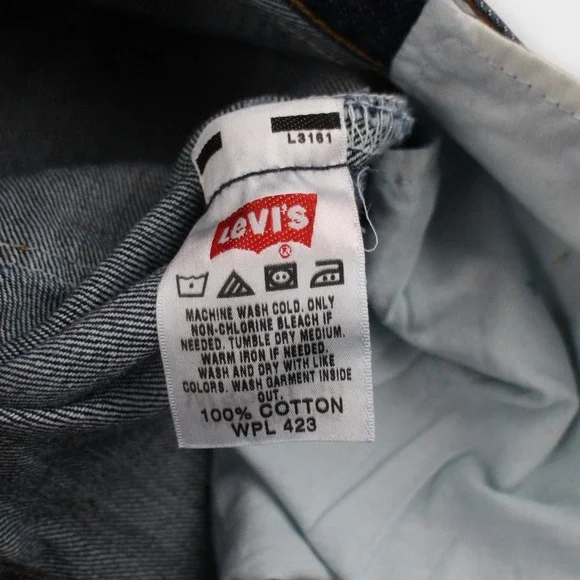 L3161
LEVI'S
®
MACHINE WASH COLD. ONLY
NON-CHLORINE BLEACH IF
NEEDED. TUMBLE DRY MEDIUM.
WARM IRON IF NEEDED
WASH AND DRY WITH LIKE
COLORS. WASH GARMENT INSIDE
OUT.
100% COTTON
WPL 423